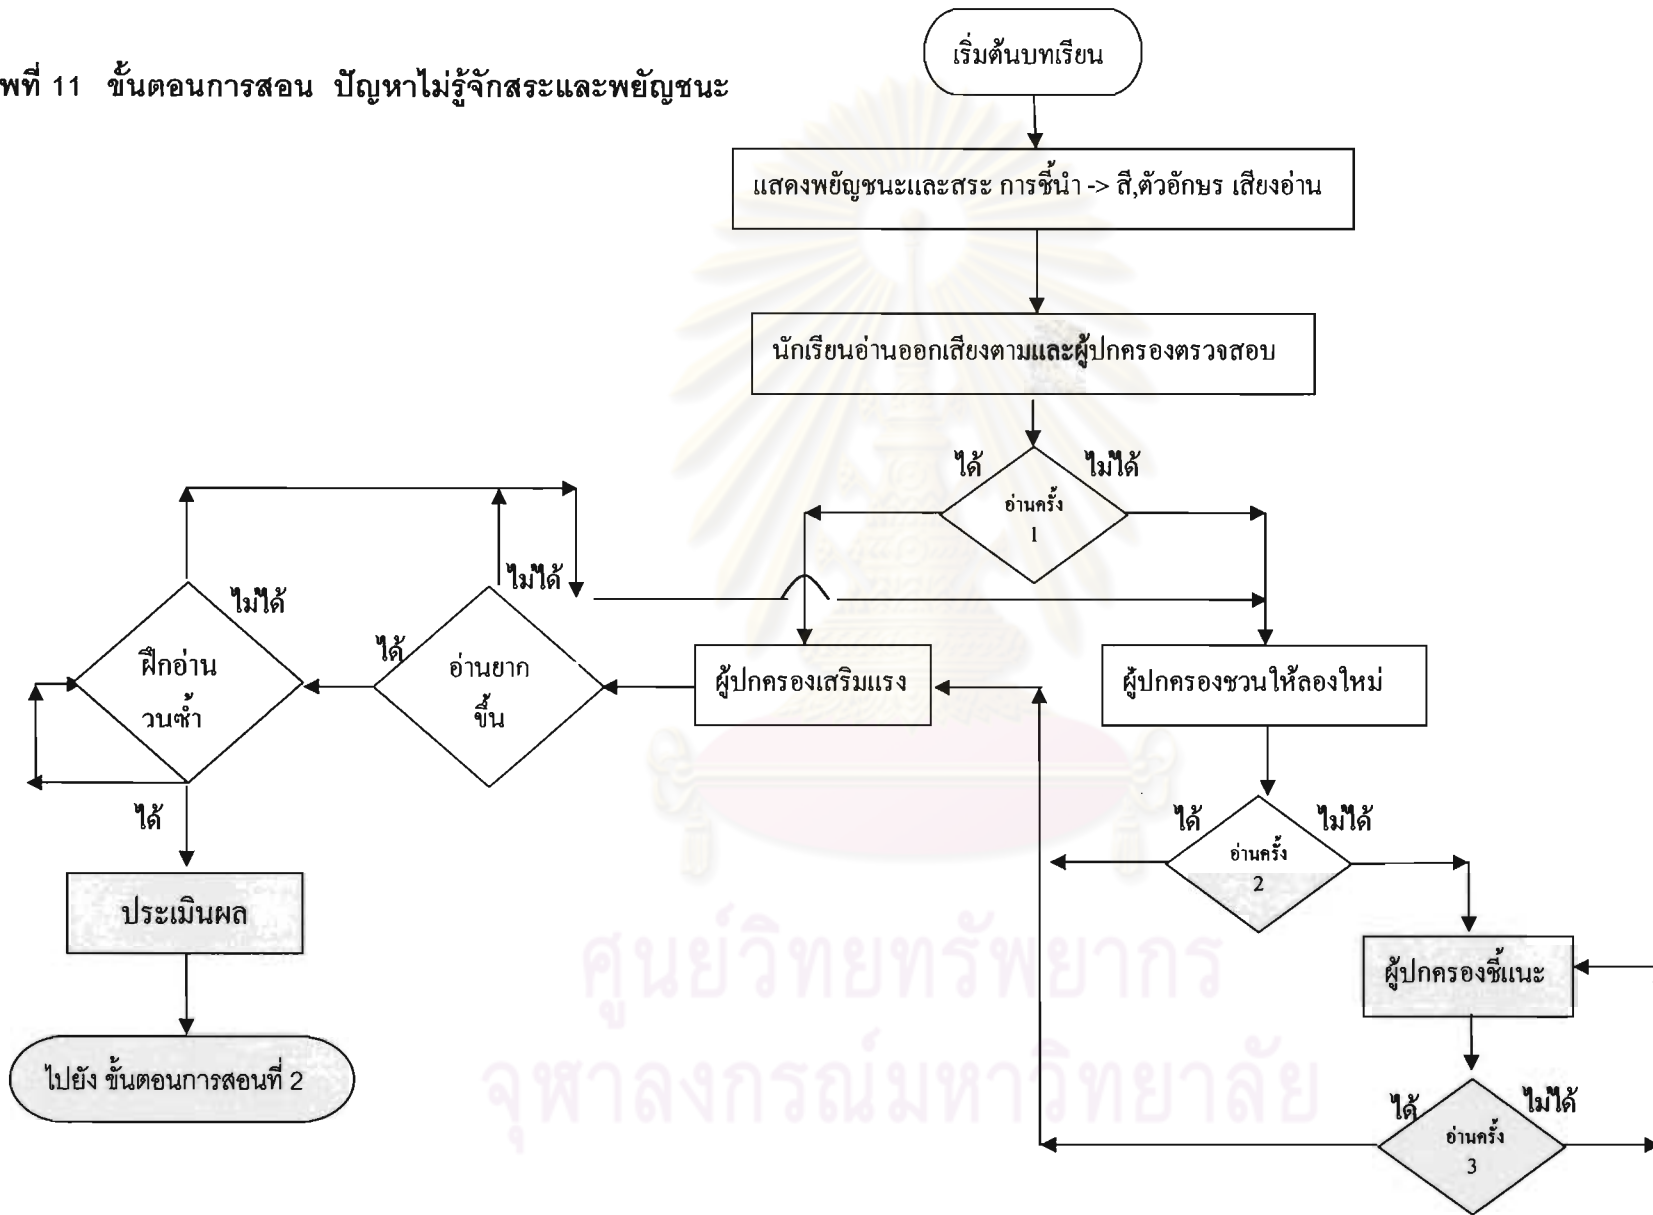 เริ่มต้นบทเรียน
พที่ 11 ขั้นตอนการสอน ปัญหาไม่รู้จักสระและพยัญชนะ
แสดงพยัญชนะและสระ การชี้นำ -> สี,ตัวอักษร เสียงอ่าน
นักเรียนอ่านออกเสียงตามและผู้ปกครองตรวจสอบ
ได้
ไม่ได้
อ่านครั้ง
1
ไม่ได้
ไม่ได้
ได้
ฝึกอ่าน
วนซ้ำ
อ่านยาก
ขึ้น
ผู้ปกครองเสริมแรง
ผู้ปกครองชวนให้ลองใหม่
ได้
ได้
ไม่ได้
อ่านครั้ง
2
ประเมินผล
ผู้ปกครองชี้แนะ
ไปยัง ขั้นตอนการสอนที่ 2
ได้
ไม่ได้
อ่านครั้ง
3
ศูนย์วิทยทรัพยากร
จุฬาลงกรณ์มหาวิทยาลัย